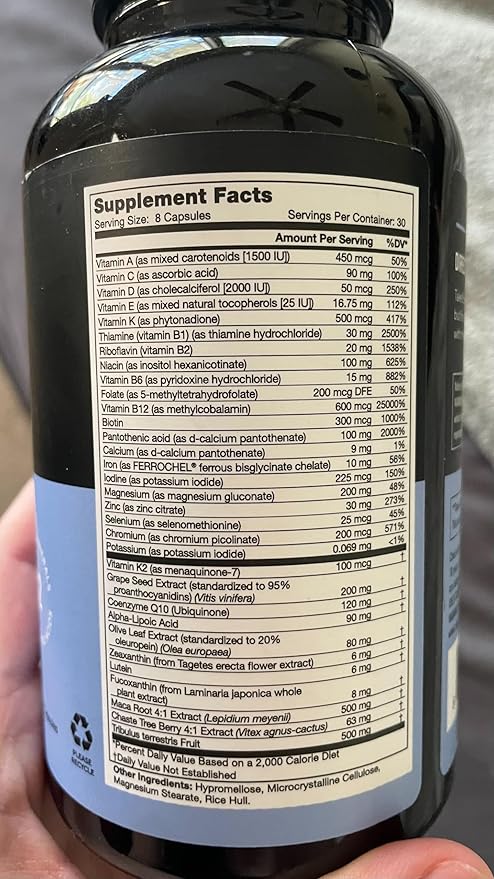 Supplement Facts
Serving Size: 8 Capsules Servings Per Container: 30
Amount Per Serving %DV*
Vitamin A (as mixed carotenoids [1500 IU]) 450 mcg 50%
Vitamin C (as ascorbic acid) 90 mg 100%
Vitamin D (as cholecalciferol [2000 IU]) 50 mcg 250%
Vitamin E (as mixed natural tocopherols [25 IU]) 16.75 mg 112%
Vitamin K (as phytonadione) 500 mcg 417%
Thiamine (vitamin B1) (as thiamine hydrochloride) 30 mg 2500%
Riboflavin (vitamin B2) 20 mg 1538%
Niacin (as inositol hexanicotinate) 100 mg 625%
Vitamin B6 (as pyridoxine hydrochloride) 15 mg 882%
Folate (as 5-methyltetrahydrofolate) 200 mcg DFE 50%
Vitamin B12 (as methylcobalamin) 600 mcg 25000%
Biotin 300 mcg 1000%
Pantothenic acid (as d-calcium pantothenate) 100 mg 2000%
Calcium (as d-calcium pantothenate) 9 mg 1%
Iron (as FERROCHEL® ferrous bisglycinate chelate) 10 mg 56%
Iodine (as potassium iodide) 225 mcg 150%
Magnesium (as magnesium gluconate) 200 mg 48%
Zinc (as zinc citrate) 30 mg 273%
Selenium (as selenomethionine) 25 mcg 45%
Chromium (as chromium picolinate) 200 mcg 571%
Potassium (as potassium iodide) 0.069 mg <1%
Vitamin K2 (as menaquinone-7) 100 mcg †
Grape Seed Extract (standardized to 95%
proanthocyanidins) (Vitis vinifera) 200 mg †
Coenzyme Q10 (Ubiquinone) 120 mg †
Alpha-Lipoic Acid 90 mg †
Olive Leaf Extract (standardized to 20%
oleuropein) (Olea europaea) 80 mg †
Zeaxanthin (from Tagetes erecta flower extract) 6 mg †
Lutein 6 mg †
Fucoxanthin (from Laminaria japonica whole
plant extract) 8 mg †
Maca Root 4:1 Extract (Lepidium meyenii) 500 mg †
Chaste Tree Berry 4:1 Extract (Vitex agnus-castus) 63 mg †
Tribulus terrestris Fruit 500 mg †
*Percent Daily Value Based on a 2,000 Calorie Diet
†Daily Value Not Established
Other Ingredients: Hypromellose, Microcrystalline Cellulose,
Magnesium Stearate, Rice Hull.
PLEASE
RECYCLE